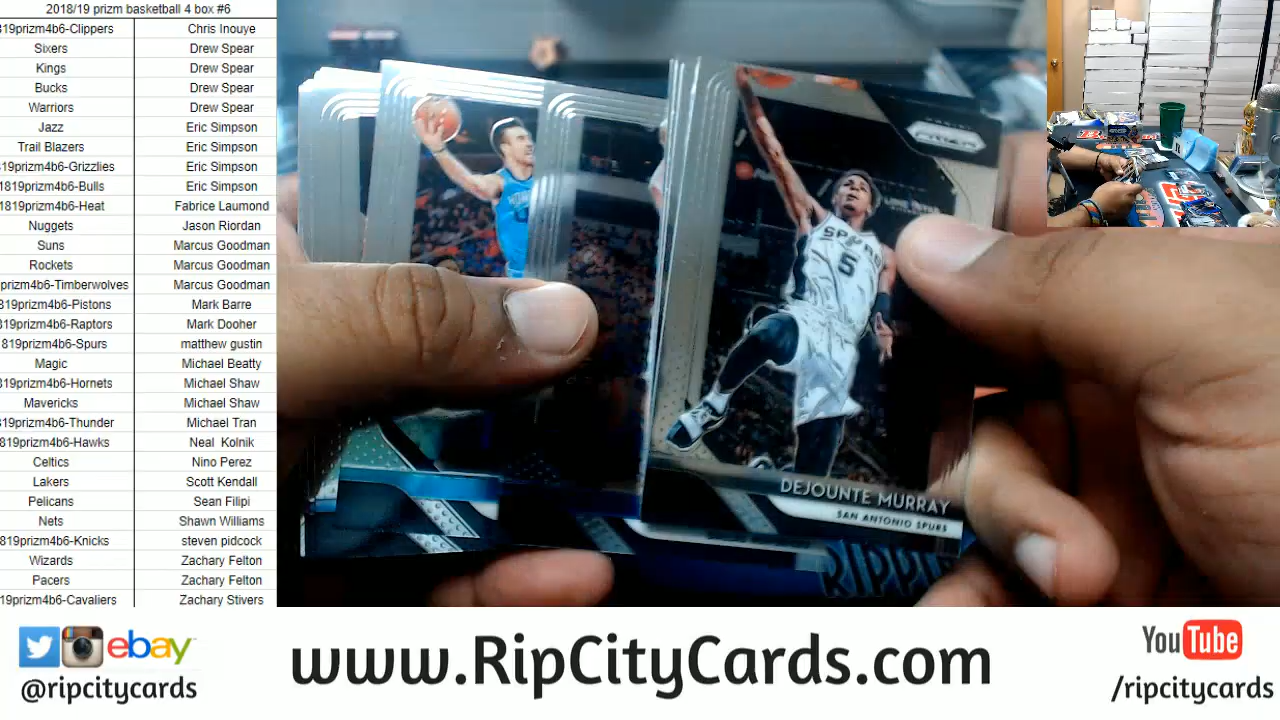 2018/19 prizm basketball 4 box #6
819prizm4b6-Clippers Chris Inouye
Sixers Drew Spear
Kings Drew Spear
Bucks Drew Spear
Warriors Drew Spear
Jazz Eric Simpson
Trail Blazers Eric Simpson
819prizm4b6-Grizzlies Eric Simpson
1819prizm4b6-Bulls Eric Simpson
1819prizm4b6-Heat Fabrice Laumond
Nuggets Jason Riordan
Suns Marcus Goodman
Rockets Marcus Goodman
prizm4b6-Timberwolves Marcus Goodman
819prizm4b6-Pistons Mark Barre
819prizm4b6-Raptors Mark Dooher
819prizm4b6-Spurs matthew gustin
Magic Michael Beatty
819prizm4b6-Hornets Michael Shaw
Mavericks Michael Shaw
819prizm4b6-Thunder Michael Tran
819prizm4b6-Hawks Neal Kolnik
Celtics Nino Perez
Lakers Scott Kendall
Pelicans Sean Filipi
Nets Shawn Williams
819prizm4b6-Knicks steven pidcock
Wizards Zachary Felton
Pacers Zachary Felton
19prizm4b6-Cavaliers Zachary Stivers
PANINI
PRIZM
SPURS
5
DEJOUNTE MURRAY
SAN ANTONIO SPURS
RIPPI
ebay
@ripcitycards
www.RipCityCards.com
YouTube
/ripcitycards